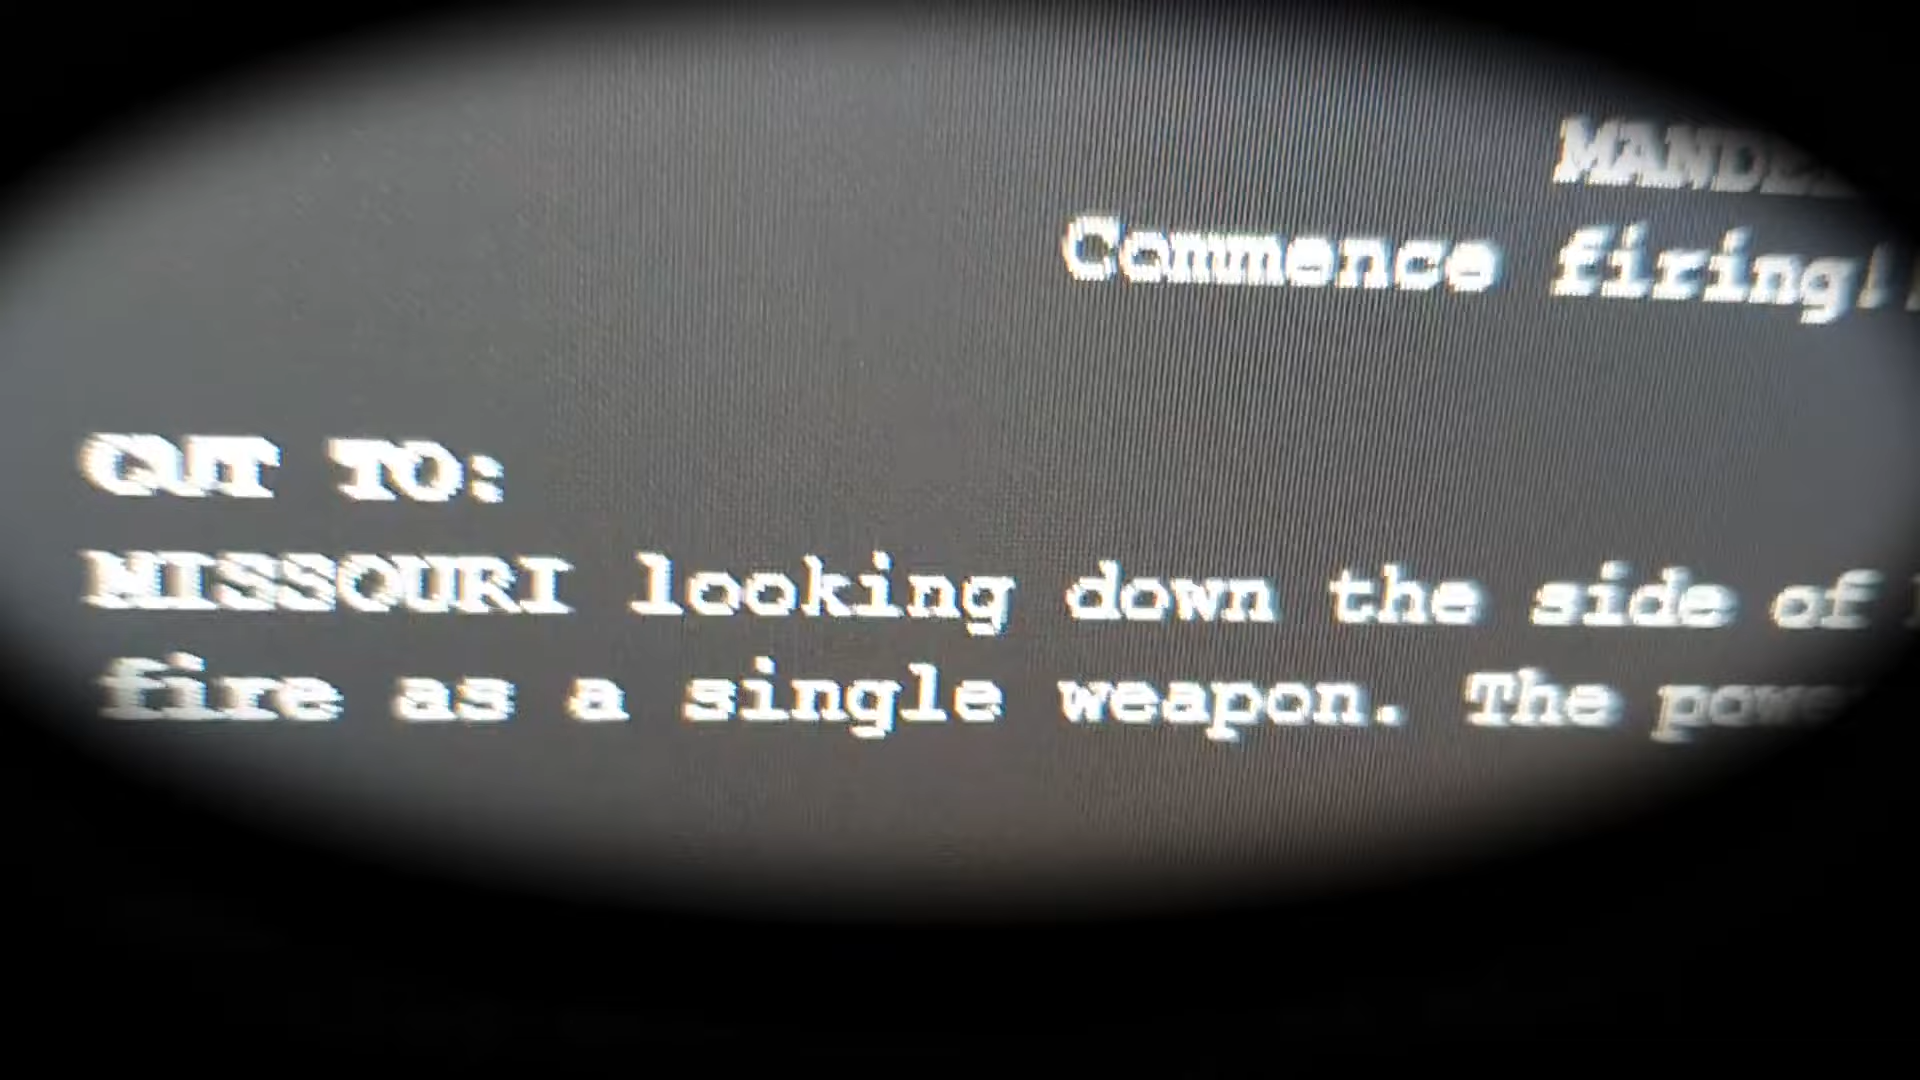 Commence firing!
CUT TO:
MISSOURI looking down the side of
fire as a single weapon. The